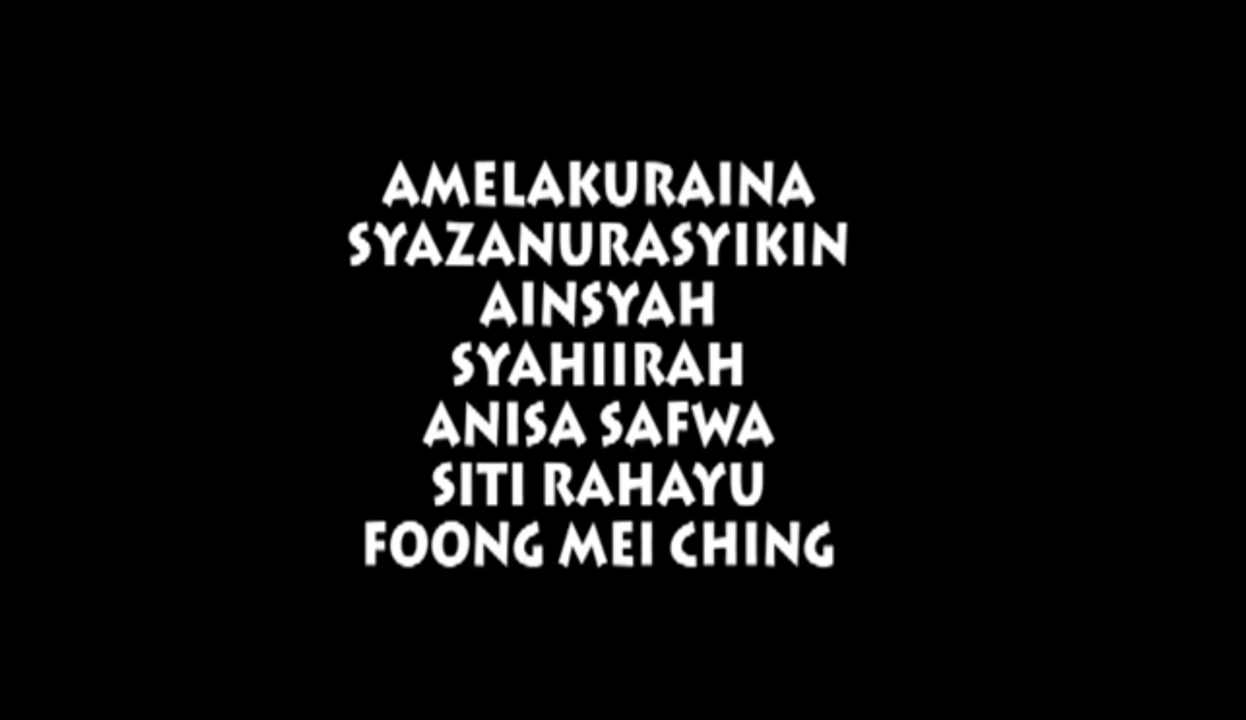 AMELAKURAINA
SYAZANURASYIKIN
AINSYAH
SYAHIIRAH
ANISA SAFWA
SITI RAHAYU
FOONG MEI CHING